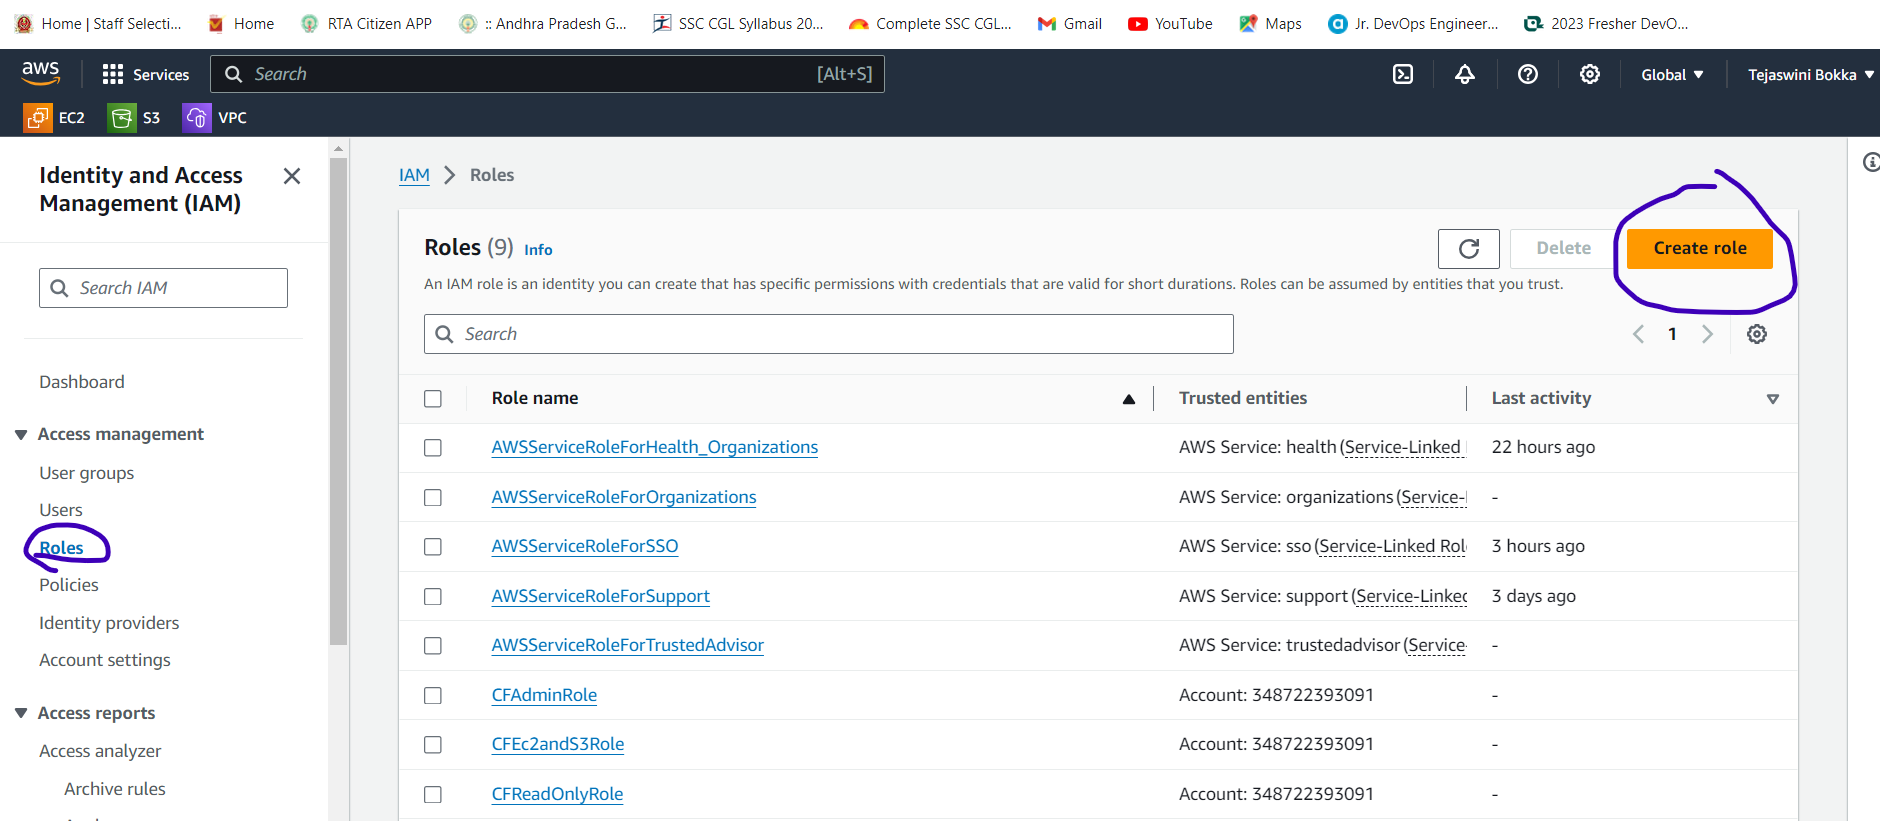 Home | Staff Selecti...
Home
RTA Citizen APP
:: Andhra Pradesh G...
SSC CGL Syllabus 20...
Complete SSC CGL...
Gmail
YouTube
Maps
Jr. DevOps Engineer...
2023 Fresher DevO...
aws
Services
Search
[Alt+S]
Global
Tejaswini Bokka
EC2
S3
VPC
Identity and Access
Management (IAM)
Search IAM
Dashboard
Access management
User groups
Users
Roles
Policies
Identity providers
Account settings
Access reports
Access analyzer
Archive rules
IAM > Roles
Roles (9) Info
Delete
Create role
An IAM role is an identity you can create that has specific permissions with credentials that are valid for short durations. Roles can be assumed by entities that you trust.
Search
1
Role name Trusted entities Last activity
AWSServiceRoleForHealth_Organizations AWS Service: health (Service-Linked 22 hours ago
AWSServiceRoleForOrganizations AWS Service: organizations (Service- -
AWSServiceRoleForSSO AWS Service: sso (Service-Linked Rol 3 hours ago
AWSServiceRoleForSupport AWS Service: support (Service-Linked 3 days ago
AWSServiceRoleForTrustedAdvisor AWS Service: trustedadvisor (Service -
CFAdminRole Account: 348722393091 -
CFEc2andS3Role Account: 348722393091 -
CFReadOnlyRole Account: 348722393091 -